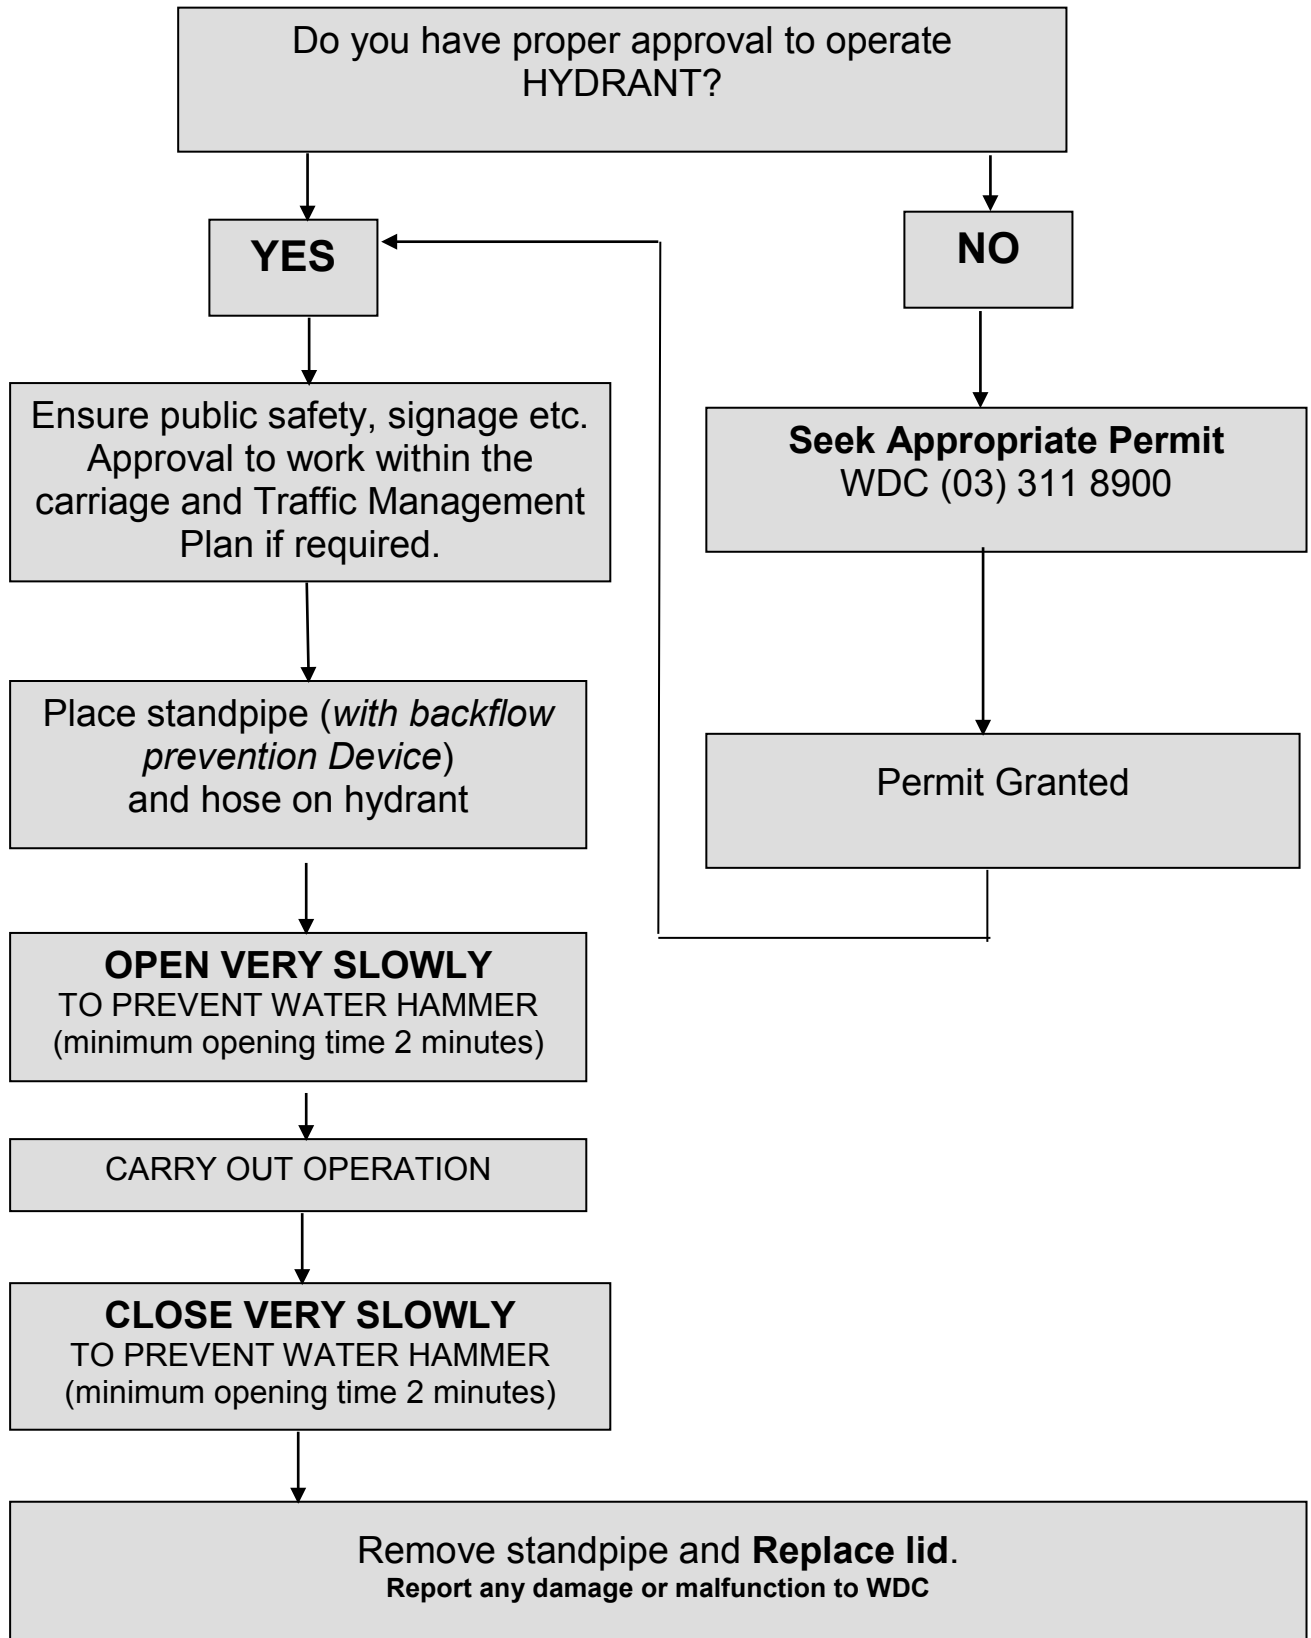 Do you have proper approval to operate
HYDRANT?
YES
NO
Ensure public safety, signage etc.
Approval to work within the
carriage and Traffic Management
Plan if required.
Seek Appropriate Permit
WDC (03) 311 8900
Place standpipe (with backflow
prevention Device)
and hose on hydrant
Permit Granted
OPEN VERY SLOWLY
TO PREVENT WATER HAMMER
(minimum opening time 2 minutes)
CARRY OUT OPERATION
CLOSE VERY SLOWLY
TO PREVENT WATER HAMMER
(minimum opening time 2 minutes)
Remove standpipe and Replace lid.
Report any damage or malfunction to WDC